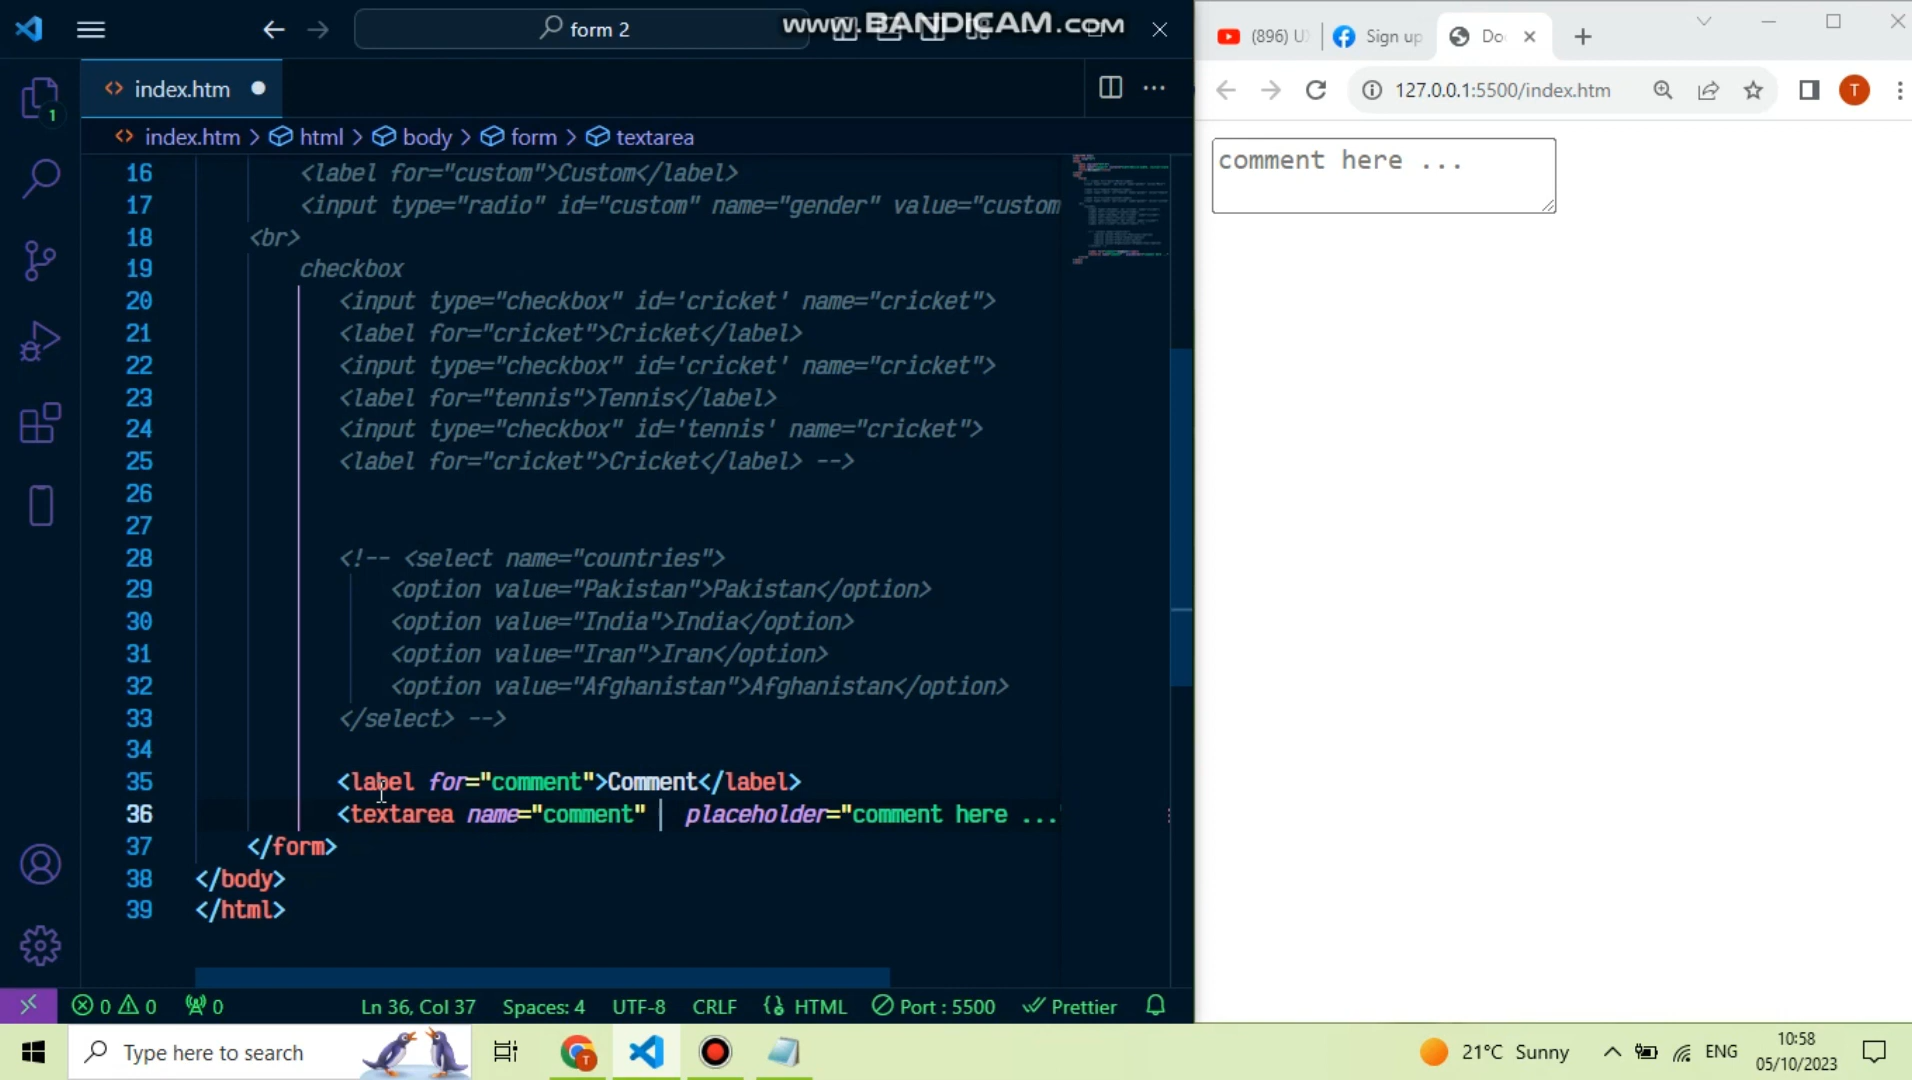 form 2
www.BANDICAM.com
index.htm
index.htm > html > body > form > textarea
16 <label for="custom">Custom</label>
17 <input type="radio" id="custom" name="gender" value="custom
18 <br>
19 checkbox
20 <input type="checkbox" id='cricket' name="cricket">
21 <label for="cricket">Cricket</label>
22 <input type="checkbox" id='cricket' name="cricket">
23 <label for="tennis">Tennis</label>
24 <input type="checkbox" id='tennis' name="cricket">
25 <label for="cricket">Cricket</label> -->
26
27
28 <!-- <select name="countries">
29 <option value="Pakistan">Pakistan</option>
30 <option value="India">India</option>
31 <option value="Iran">Iran</option>
32 <option value="Afghanistan">Afghanistan</option>
33 </select> -->
34
35 <label for="comment">Comment</label>
36 <textarea name="comment" placeholder="comment here ...
37 </form>
38 </body>
39 </html>
1
0 0 0 Ln 36, Col 37 Spaces: 4 UTF-8 CRLF HTML Port : 5500 Prettier
(896) Sign up Do
127.0.0.1:5500/index.htm T
comment here ...
Type here to search T 21°C Sunny ENG 10:58
05/10/2023